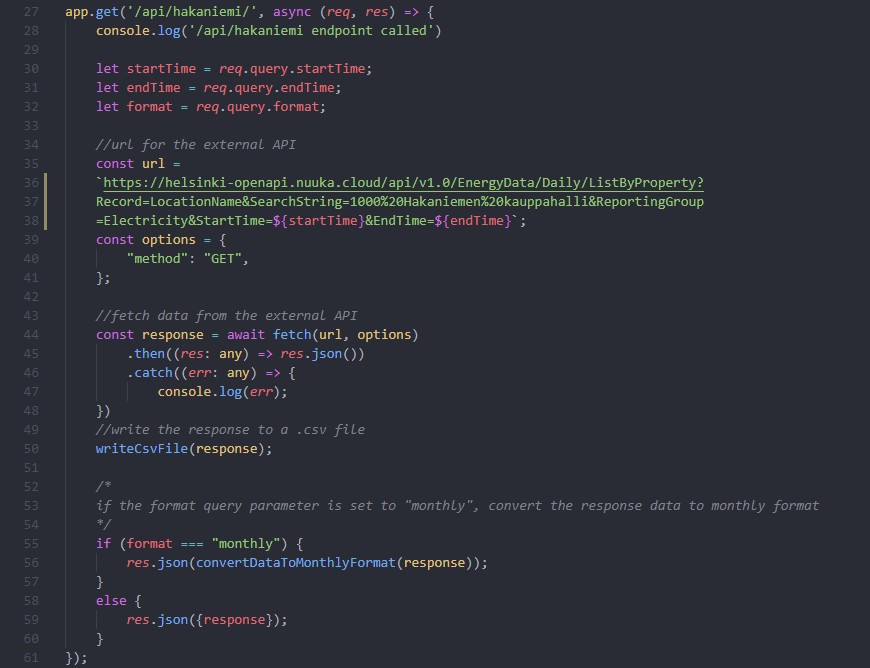 27 app.get('/api/hakaniemi/', async (req, res) => {
28     console.log('/api/hakaniemi endpoint called')
29
30     let startTime = req.query.startTime;
31     let endTime = req.query.endTime;
32     let format = req.query.format;
33
34     //url for the external API
35     const url =
36     `https://helsinki-openapi.nuuka.cloud/api/v1.0/EnergyData/Daily/ListByProperty?
37     Record=LocationName&SearchString=1000%20Hakaniemen%20kauppahalli&ReportingGroup
38     =Electricity&StartTime=${startTime}&EndTime=${endTime}`;
39     const options = {
40         "method": "GET",
41     };
42
43     //fetch data from the external API
44     const response = await fetch(url, options)
45         .then((res: any) => res.json())
46         .catch((err: any) => {
47             console.log(err);
48     })
49     //write the response to a .csv file
50     writeCsvFile(response);
51
52     /*
53     if the format query parameter is set to "monthly", convert the response data to monthly format
54     */
55     if (format === "monthly") {
56         res.json(convertDataToMonthlyFormat(response));
57     }
58     else {
59         res.json({response});
60     }
61 });